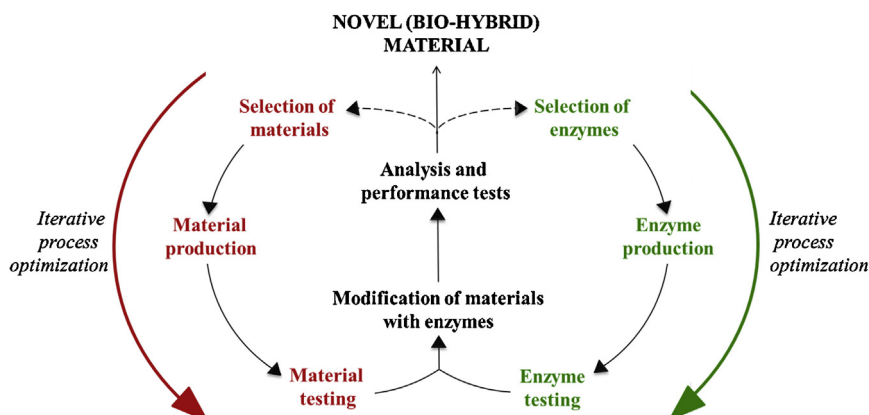 NOVEL (BIO-HYBRID)
MATERIAL
Selection of
materials
Selection of
enzymes
Analysis and
performance tests
Iterative
process
optimization
Material
production
Enzyme
production
Iterative
process
optimization
Modification of materials
with enzymes
Material
testing
Enzyme
testing